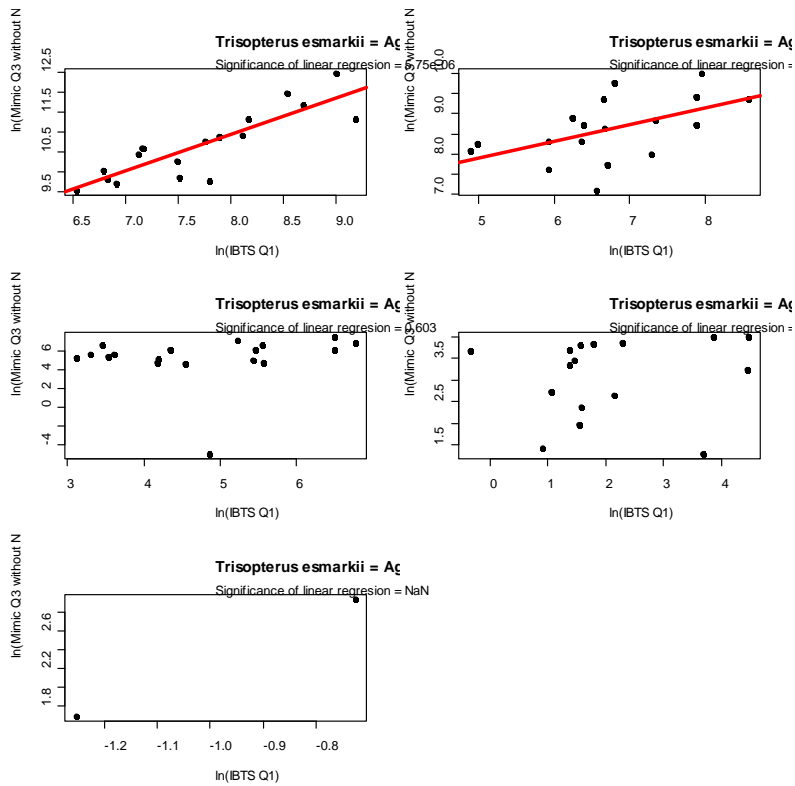 Trisopterus esmarkii = Ag
Significance of linear regresion =
ln(Mimic Q3 without N
12.5
11.5
10.5
9.5
6.5 7.0 7.5 8.0 8.5 9.0
ln(IBTS Q1)
Trisopterus esmarkii = Ag
Significance of linear regresion =
ln(Mimic Q3 without N
10.0
9.0
8.0
7.0
5 6 7 8
ln(IBTS Q1)
Trisopterus esmarkii = Ag
Significance of linear regresion = 0.603
ln(Mimic Q3 without N
6
4
2
0
-4
3 4 5 6
ln(IBTS Q1)
Trisopterus esmarkii = Ag
Significance of linear regresion =
ln(Mimic Q3 without N
3.5
2.5
1.5
0 1 2 3 4
ln(IBTS Q1)
Trisopterus esmarkii = Ag
Significance of linear regresion = NaN
ln(Mimic Q3 without N
2.6
2.2
1.8
-1.2 -1.1 -1.0 -0.9 -0.8
ln(IBTS Q1)